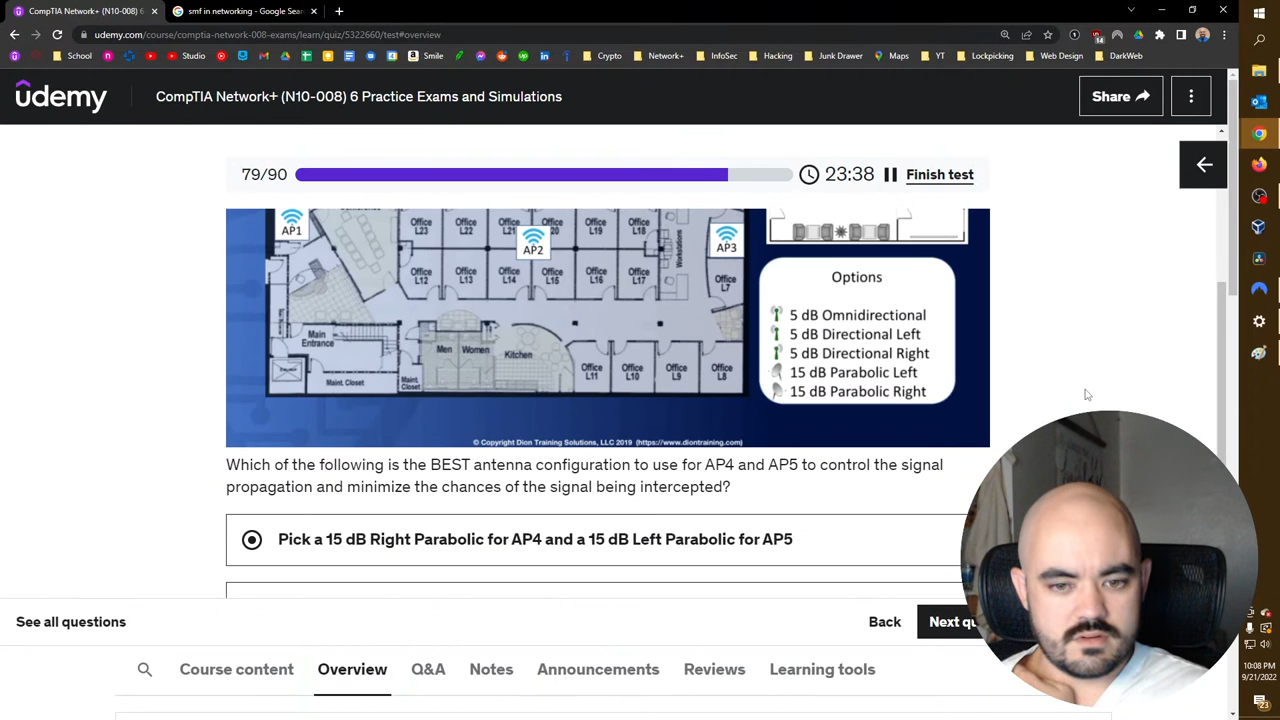 CompTIA Network+ (N10-008) 6 P
smf in networking - Google Sear
udemy.com/course/comptia-network-008-exams/learn/quiz/5322660/test#overview
School
Studio
Smile
14
Crypto
Network+
InfoSec
Hacking
Junk Drawer
Maps
YT
Lockpicking
Web Design
DarkWeb
ûdemy
CompTIA Network+ (N10-008) 6 Practice Exams and Simulations
Share
79/90
23:38
Finish test
AP1
Office L23
Office L22
Office L21
Office L19
Office L18
AP2
AP3
Workstations
Office L12
Office L13
Office L14
Office L15
Office L16
Office L17
Office L7
Main Entrance
Men
Women
Kitchen
Maint. Closet
Maint. Closet
Office L11
Office L10
Office L9
Office L8
Options
5 dB Omnidirectional
5 dB Directional Left
5 dB Directional Right
15 dB Parabolic Left
15 dB Parabolic Right
© Copyright Dion Training Solutions, LLC 2019 (https://www.diontraining.com)
Which of the following is the BEST antenna configuration to use for AP4 and AP5 to control the signal
propagation and minimize the chances of the signal being intercepted?
Pick a 15 dB Right Parabolic for AP4 and a 15 dB Left Parabolic for AP5
See all questions
Back
Next qu
Course content
Overview
Q&A
Notes
Announcements
Reviews
Learning tools
10:08 PM
9/21/2022
23